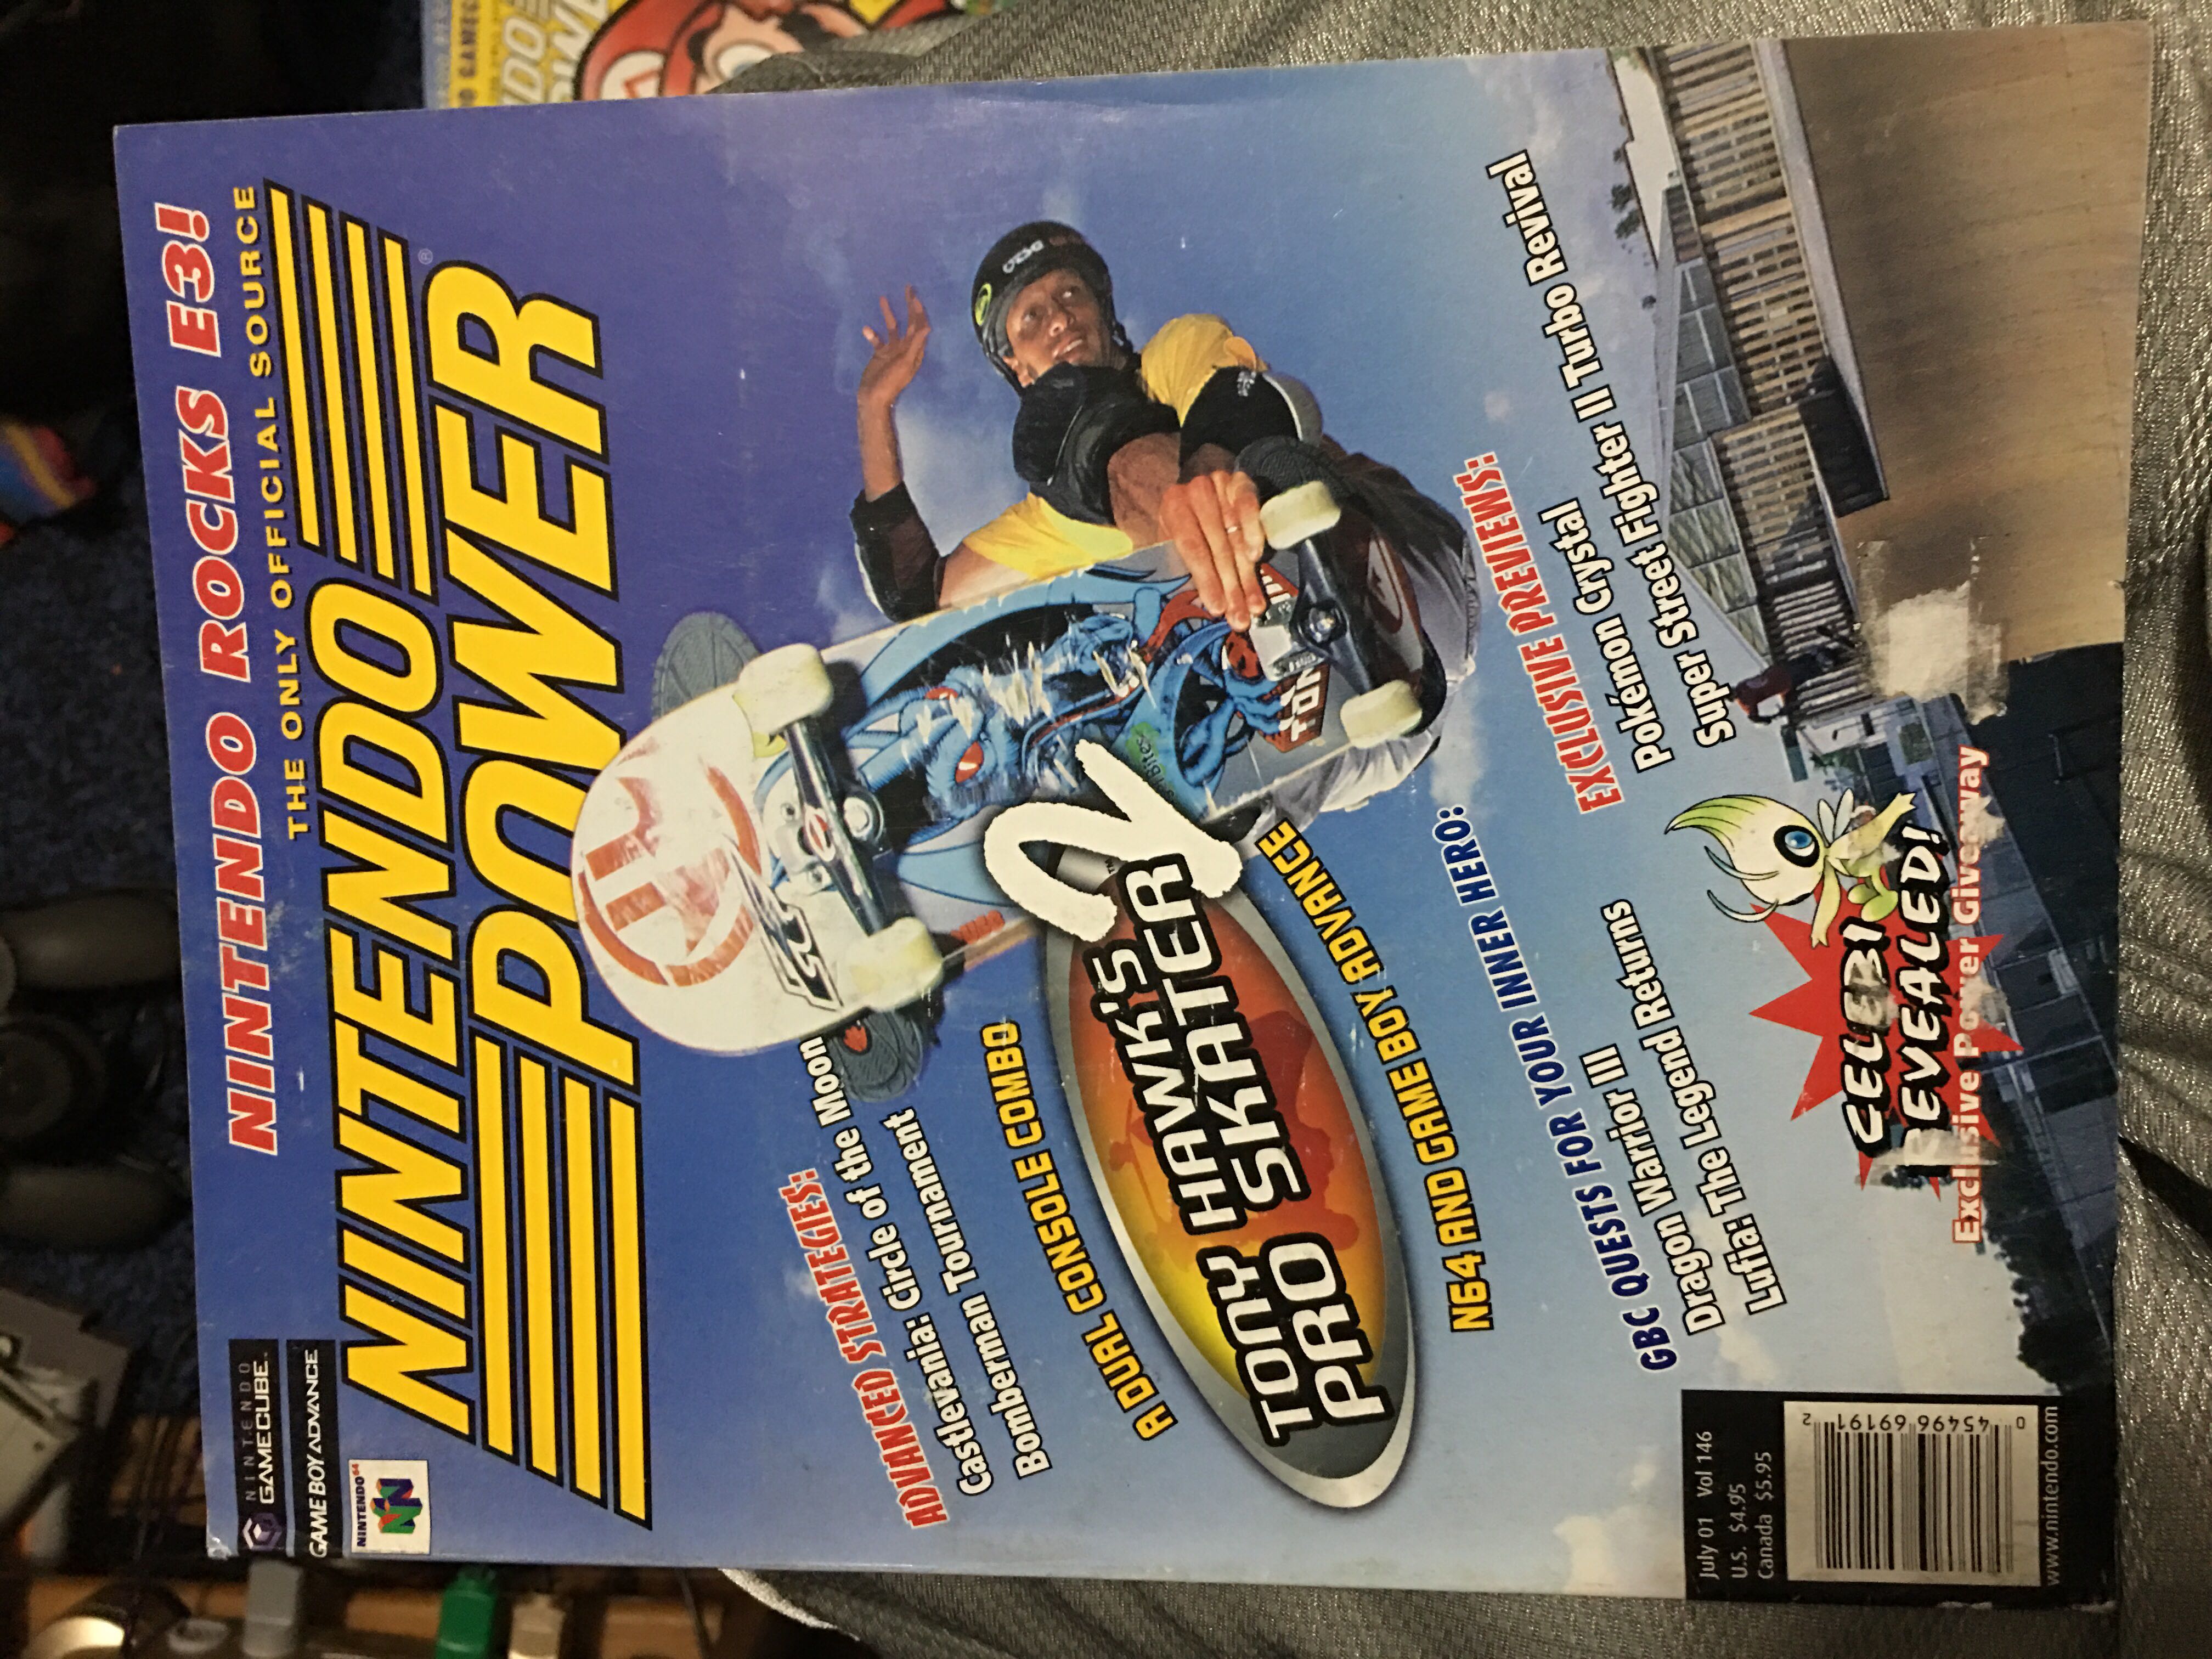 NINTENDO ROCKS E3!
THE ONLY OFFICIAL SOURCE
NINTENDO
GAMECUBE™
GAME BOY ADVANCE
NINTENDO 64
NINTENDO
POWER®
ADVANCED STRATEGIES:
Castlevania: Circle of the Moon
Bomberman Tournament
A DUAL CONSOLE COMBO
TONY HAWK'S
PRO SKATER 2
N64 AND GAME BOY ADVANCE
GBC QUESTS FOR YOUR INNER HERO:
Dragon Warrior III
Lufia: The Legend Returns
EXCLUSIVE PREVIEWS:
Pokémon Crystal
Super Street Fighter II Turbo Revival
CELEBI
REVEALED!
Exclusive Power Giveaway
July 01 Vol 146
U.S. $4.95
Canada $5.95
0 45496 69191 2
www.nintendo.com